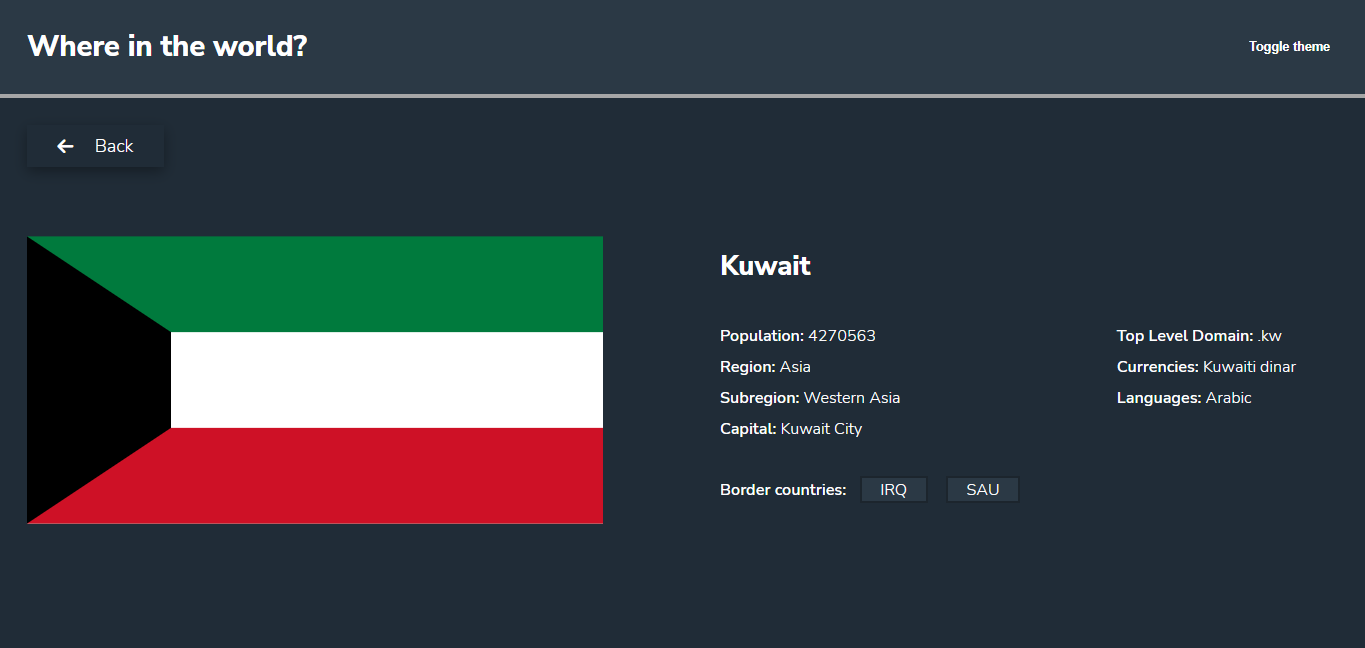 Where in the world?
Toggle theme
Back
Kuwait
Population: 4270563
Region: Asia
Subregion: Western Asia
Capital: Kuwait City
Top Level Domain: .kw
Currencies: Kuwaiti dinar
Languages: Arabic
Border countries: IRQ SAU